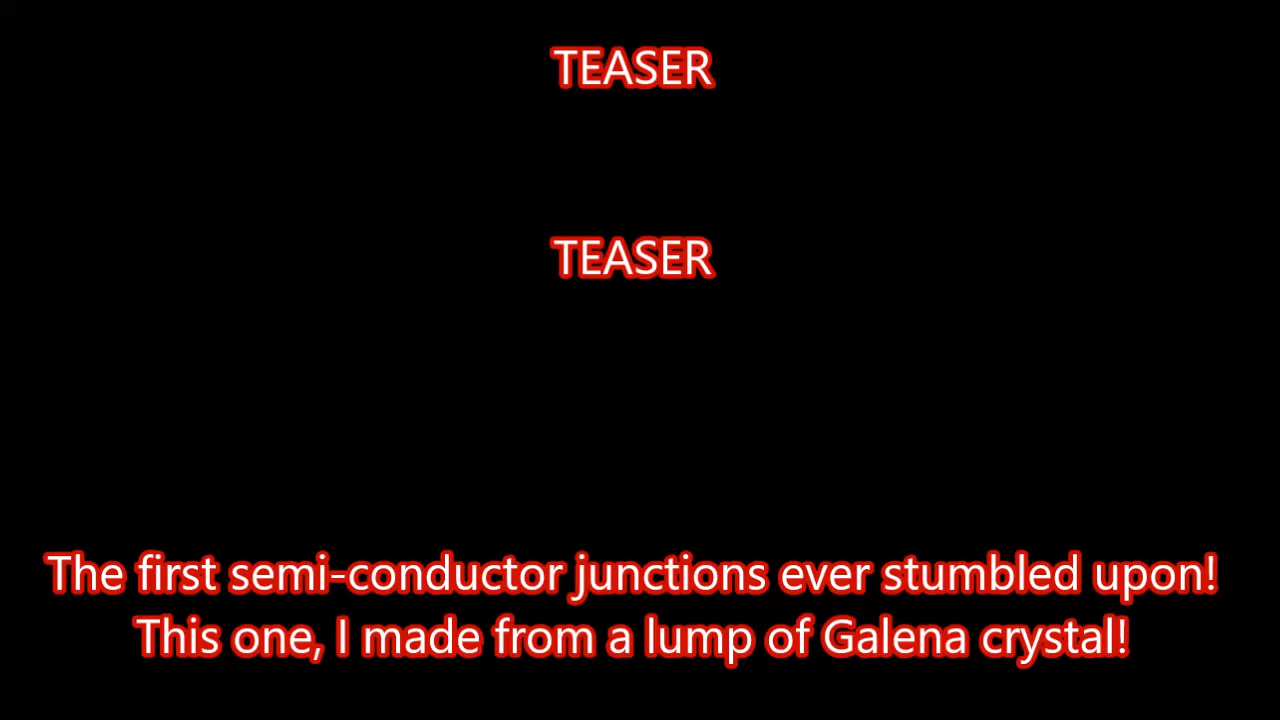 TEASER
TEASER
The first semi-conductor junctions ever stumbled upon!
This one, I made from a lump of Galena crystal!